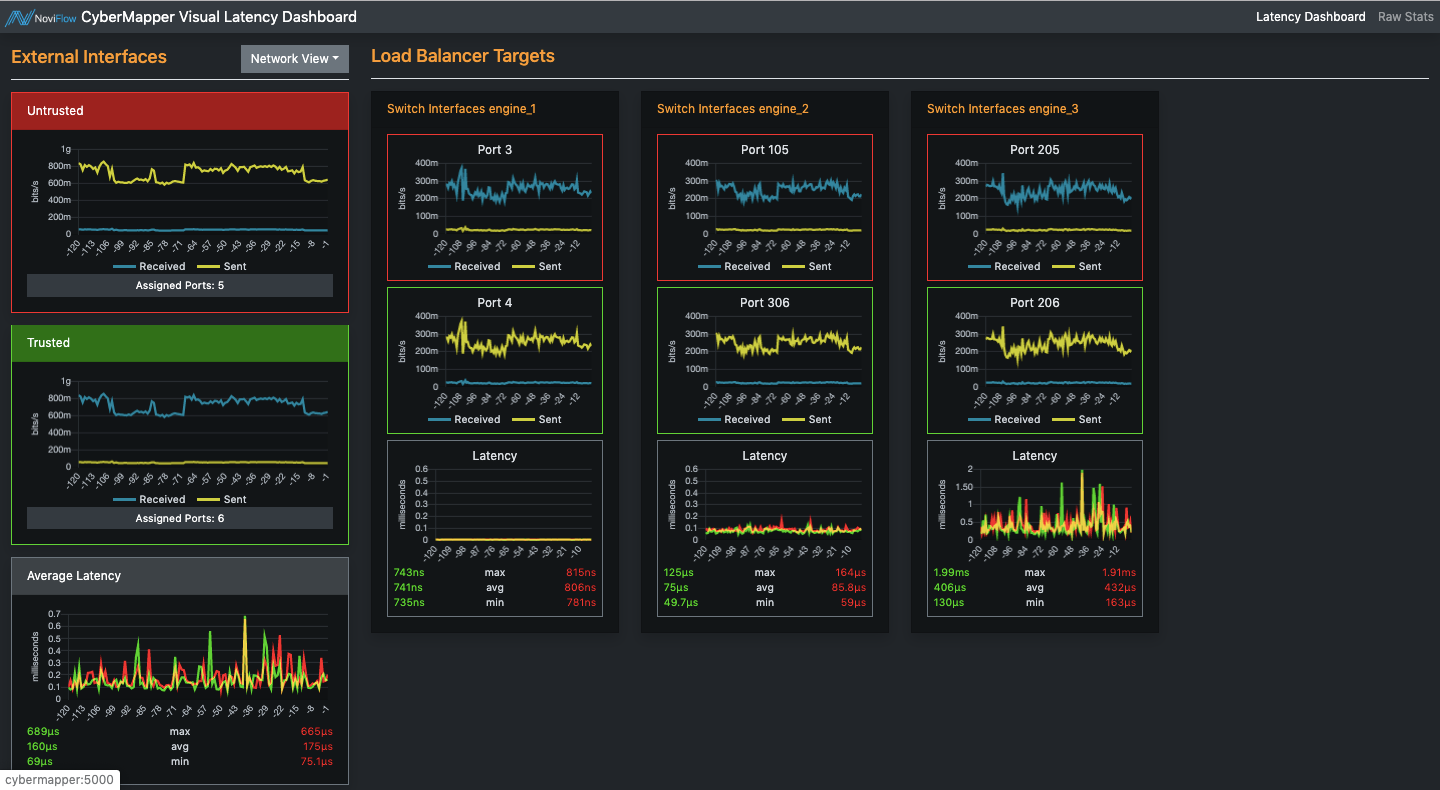 NoviFlow CyberMapper Visual Latency Dashboard
Latency Dashboard Raw Stats
External Interfaces
Network View
Untrusted
1g
800m
600m
400m
200m
0
bits/s
-120 -113 -106 -99 -92 -85 -78 -71 -64 -57 -50 -43 -36 -29 -22 -15 -8 -1
Received Sent
Assigned Ports: 5
Trusted
1g
800m
600m
400m
200m
0
bits/s
-120 -113 -106 -99 -92 -85 -78 -71 -64 -57 -50 -43 -36 -29 -22 -15 -8 -1
Received Sent
Assigned Ports: 6
Average Latency
0.7
0.6
0.5
0.4
0.3
0.2
0.1
0
milliseconds
-120 -113 -106 -99 -92 -85 -78 -71 -64 -57 -50 -43 -36 -29 -22 -15 -8 -1
689µs max 665µs
160µs avg 175µs
69µs min 75.1µs
cybermapper:5000
Load Balancer Targets
Switch Interfaces engine_1
Port 3
400m
300m
200m
100m
0
bits/s
-120 -108 -96 -84 -72 -60 -48 -36 -24 -12
Received Sent
Port 4
400m
300m
200m
100m
0
bits/s
-120 -108 -96 -84 -72 -60 -48 -36 -24 -12
Received Sent
Latency
0.6
0.5
0.4
0.3
0.2
0.1
0
milliseconds
-120 -109 -98 -87 -76 -65 -54 -43 -32 -21 -10
743ns max 815ns
741ns avg 806ns
735ns min 781ns
Switch Interfaces engine_2
Port 105
400m
300m
200m
100m
0
bits/s
-120 -108 -96 -84 -72 -60 -48 -36 -24 -12
Received Sent
Port 306
400m
300m
200m
100m
0
bits/s
-120 -108 -96 -84 -72 -60 -48 -36 -24 -12
Received Sent
Latency
0.6
0.5
0.4
0.3
0.2
0.1
0
milliseconds
-120 -109 -98 -87 -76 -65 -54 -43 -32 -21 -10
125µs max 164µs
75µs avg 85.8µs
49.7µs min 59µs
Switch Interfaces engine_3
Port 205
400m
300m
200m
100m
0
bits/s
-120 -108 -96 -84 -72 -60 -48 -36 -24 -12
Received Sent
Port 206
400m
300m
200m
100m
0
bits/s
-120 -108 -96 -84 -72 -60 -48 -36 -24 -12
Received Sent
Latency
2
1.50
1
0.5
0
milliseconds
-120 -108 -96 -84 -72 -60 -48 -36 -24 -12
1.99ms max 1.91ms
406µs avg 432µs
130µs min 163µs